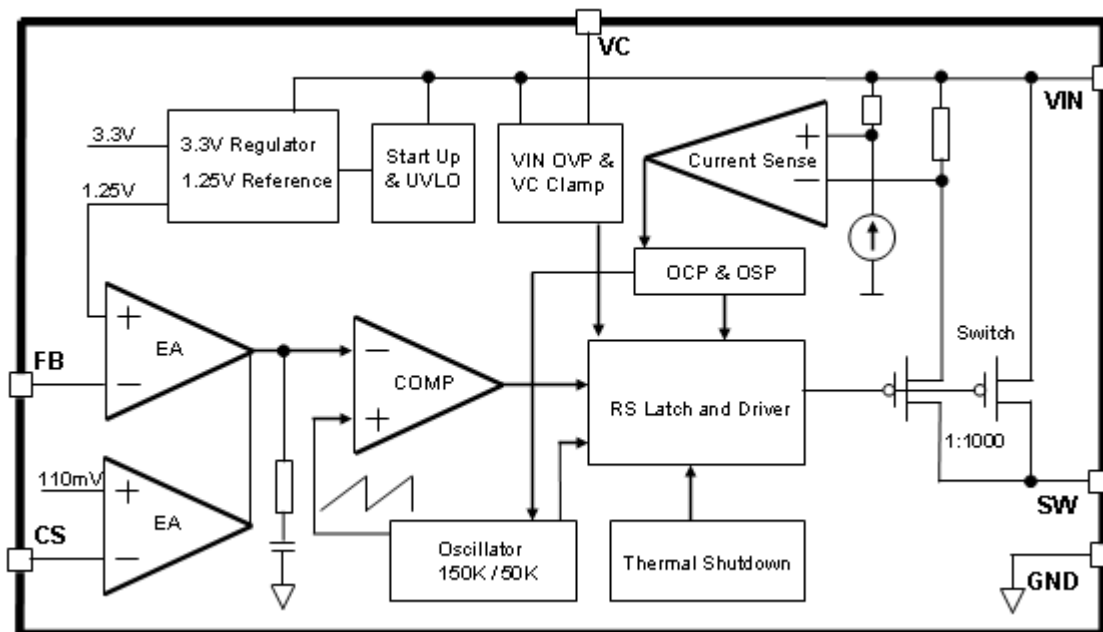 VC
VIN
3.3V
3.3V Regulator
1.25V Reference
1.25V
Start Up
& UVLO
VIN OVP &
VC Clamp
+
Current Sense
−
OCP & OSP
+
EA
−
FB
−
COMP
+
RS Latch and Driver
Switch
1:1000
SW
110mV
+
EA
−
CS
Oscillator
150K / 50K
Thermal Shutdown
GND